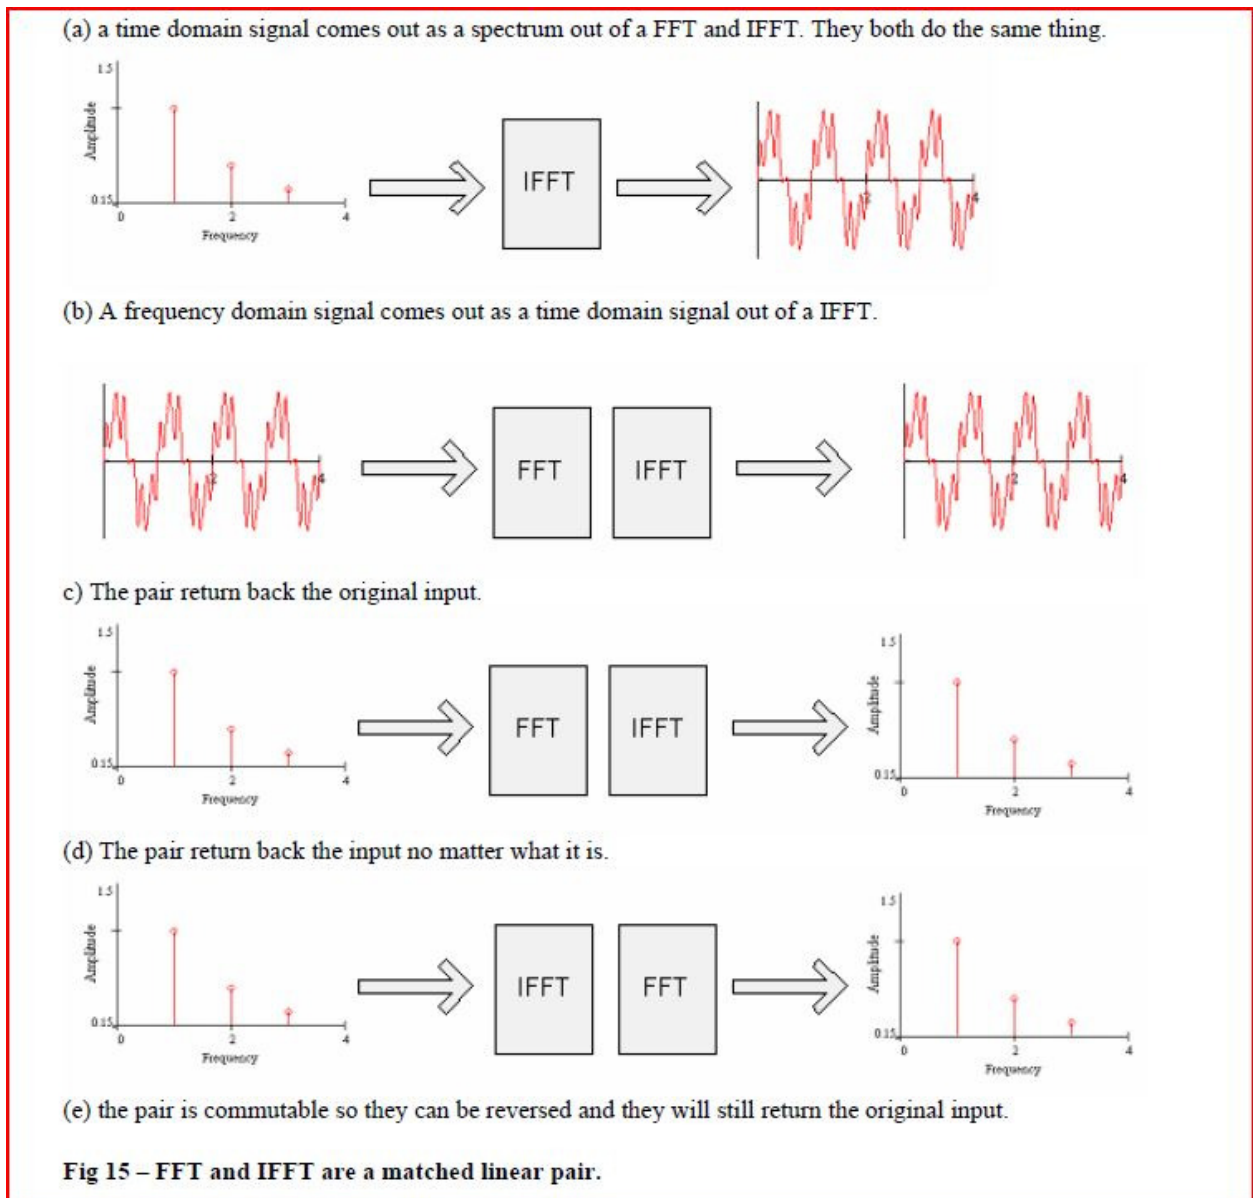 (a) a time domain signal comes out as a spectrum out of a FFT and IFFT. They both do the same thing.
1.5
Amplitude
0.15
0
2
4
Frequency
IFFT
2
4
(b) A frequency domain signal comes out as a time domain signal out of a IFFT.
2
4
FFT
IFFT
2
4
c) The pair return back the original input.
1.5
Amplitude
0.15
0
2
4
Frequency
FFT
IFFT
1.5
Amplitude
0.15
0
2
4
Frequency
(d) The pair return back the input no matter what it is.
1.5
Amplitude
0.15
0
2
4
Frequency
IFFT
FFT
1.5
Amplitude
0.15
0
2
4
Frequency
(e) the pair is commutable so they can be reversed and they will still return the original input.
Fig 15 – FFT and IFFT are a matched linear pair.